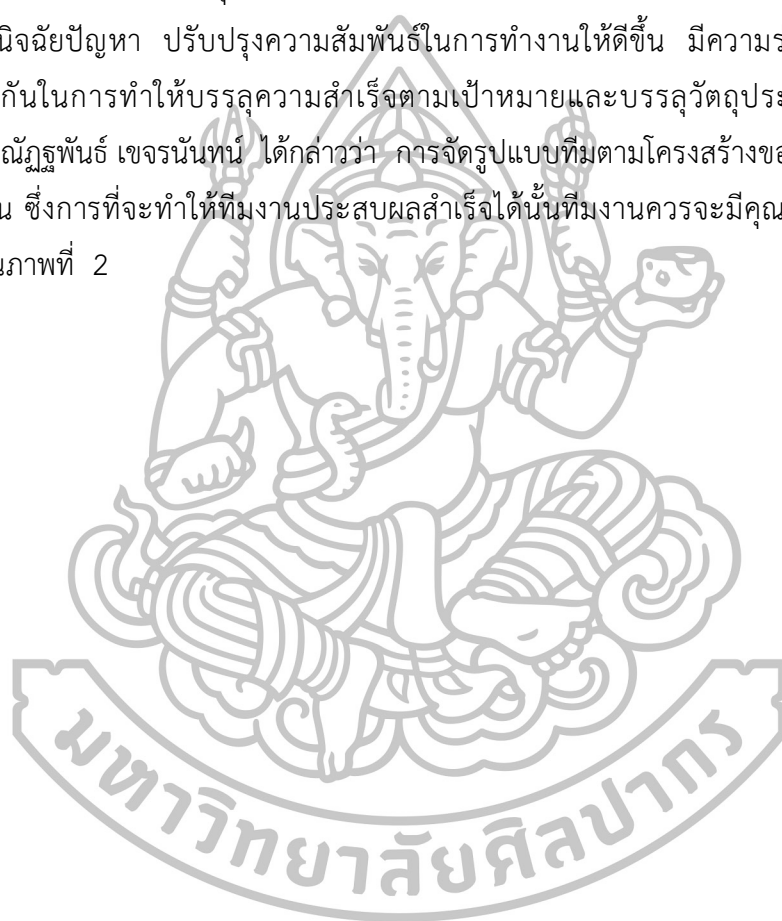 นิจฉัยปัญหา ปรับปรุงความสัมพันธ์ในการทำงานให้ดีขึ้น มีความร
กันในการทำให้บรรลุความสำเร็จตามเป้าหมายและบรรลุวัตถุประ
ณัฏฐพันธ์ เขจรนันทน์ ได้กล่าวว่า การจัดรูปแบบทีมตามโครงสร้างขอ
น ซึ่งการที่จะทำให้ทีมงานประสบผลสำเร็จได้นั้นทีมงานควรจะมีคุณ
นภาพที่ 2
มหาวิทยาลัยศิลปากร